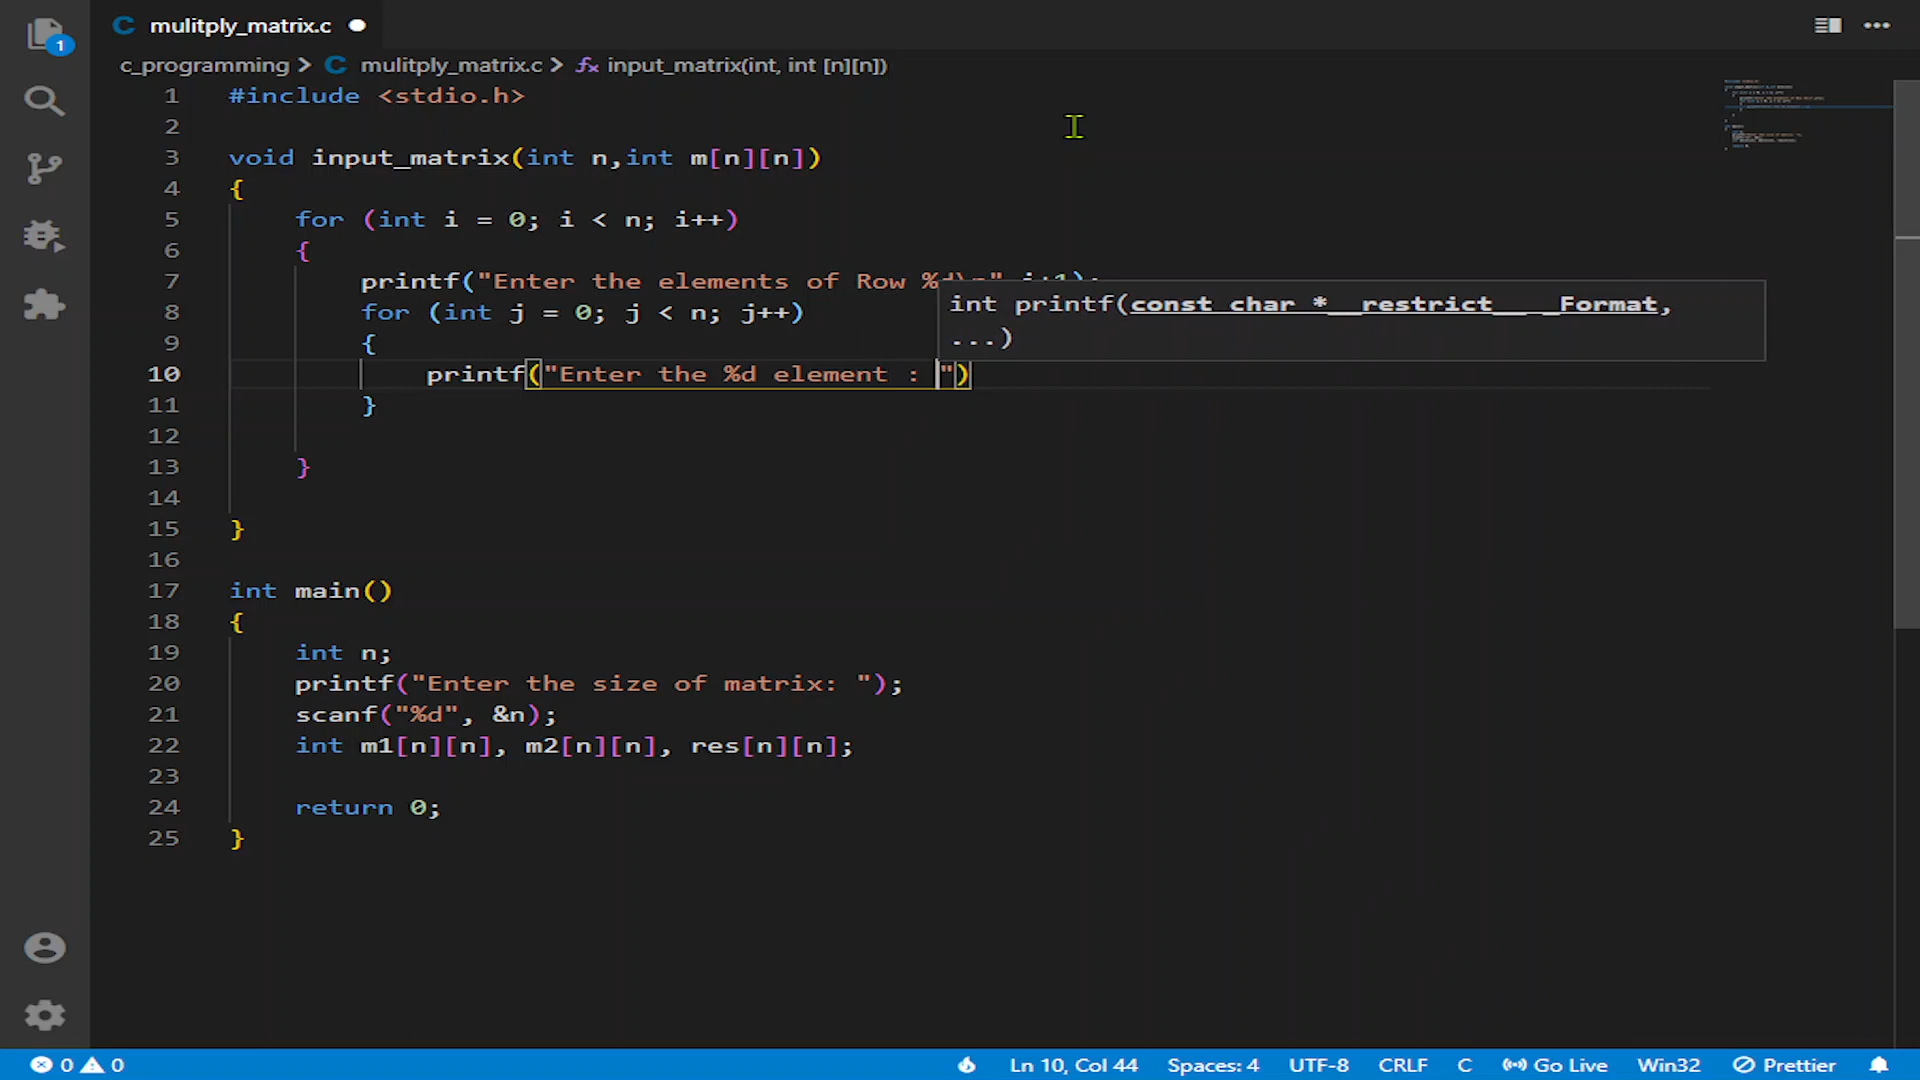 1
mulitply_matrix.c
c_programming > C mulitply_matrix.c > fx input_matrix(int, int [n][n])
1 #include <stdio.h>
2
3 void input_matrix(int n,int m[n][n])
4 {
5 for (int i = 0; i < n; i++)
6 {
7 printf("Enter the elements of Row %d\n" i+1);
int printf(const char *__restrict__ _Format,
...)
8 for (int j = 0; j < n; j++)
9 {
10 printf("Enter the %d element : ")
11 }
12
13 }
14
15 }
16
17 int main()
18 {
19 int n;
20 printf("Enter the size of matrix: ");
21 scanf("%d", &n);
22 int m1[n][n], m2[n][n], res[n][n];
23
24 return 0;
25 }
0 0 Ln 10, Col 44 Spaces: 4 UTF-8 CRLF C Go Live Win32 Prettier